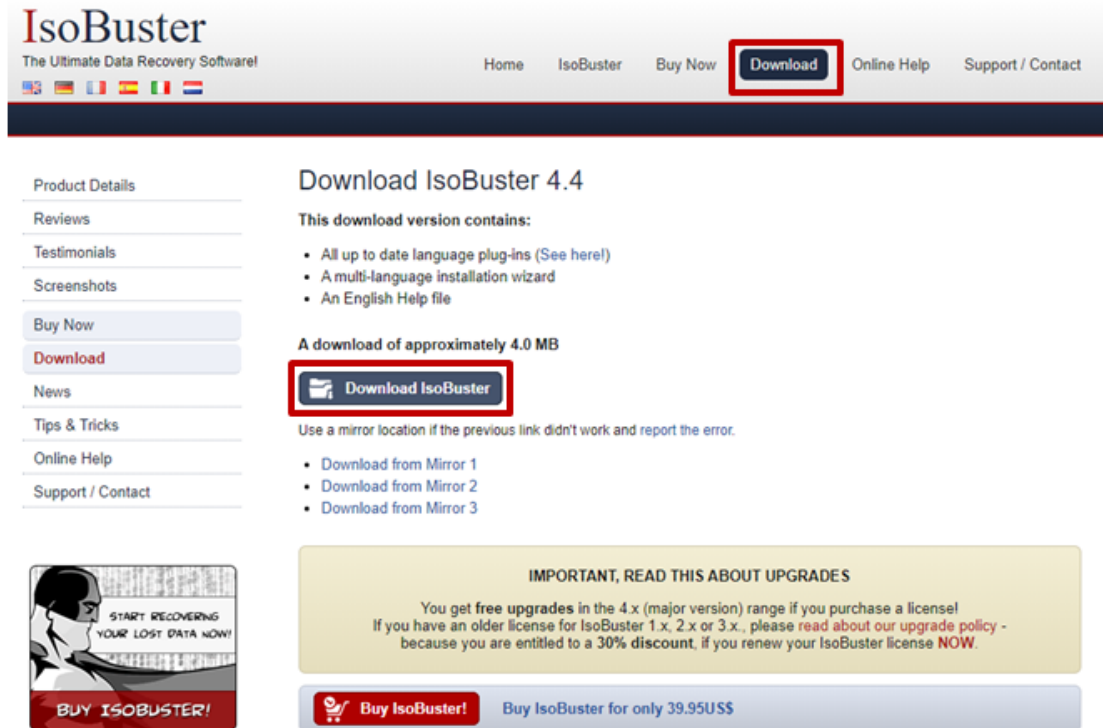 IsoBuster
The Ultimate Data Recovery Software!
Home IsoBuster Buy Now Download Online Help Support / Contact
Product Details
Reviews
Testimonials
Screenshots
Buy Now
Download
News
Tips & Tricks
Online Help
Support / Contact
START RECOVERING
YOUR LOST DATA NOW!
BUY ISOBUSTER!
Download IsoBuster 4.4
This download version contains:
• All up to date language plug-ins (See here!)
• A multi-language installation wizard
• An English Help file
A download of approximately 4.0 MB
Download IsoBuster
Use a mirror location if the previous link didn't work and report the error.
• Download from Mirror 1
• Download from Mirror 2
• Download from Mirror 3
IMPORTANT, READ THIS ABOUT UPGRADES
You get free upgrades in the 4.x (major version) range if you purchase a license!
If you have an older license for IsoBuster 1.x, 2.x or 3.x., please read about our upgrade policy -
because you are entitled to a 30% discount, if you renew your IsoBuster license NOW.
Buy IsoBuster! Buy IsoBuster for only 39.95US$